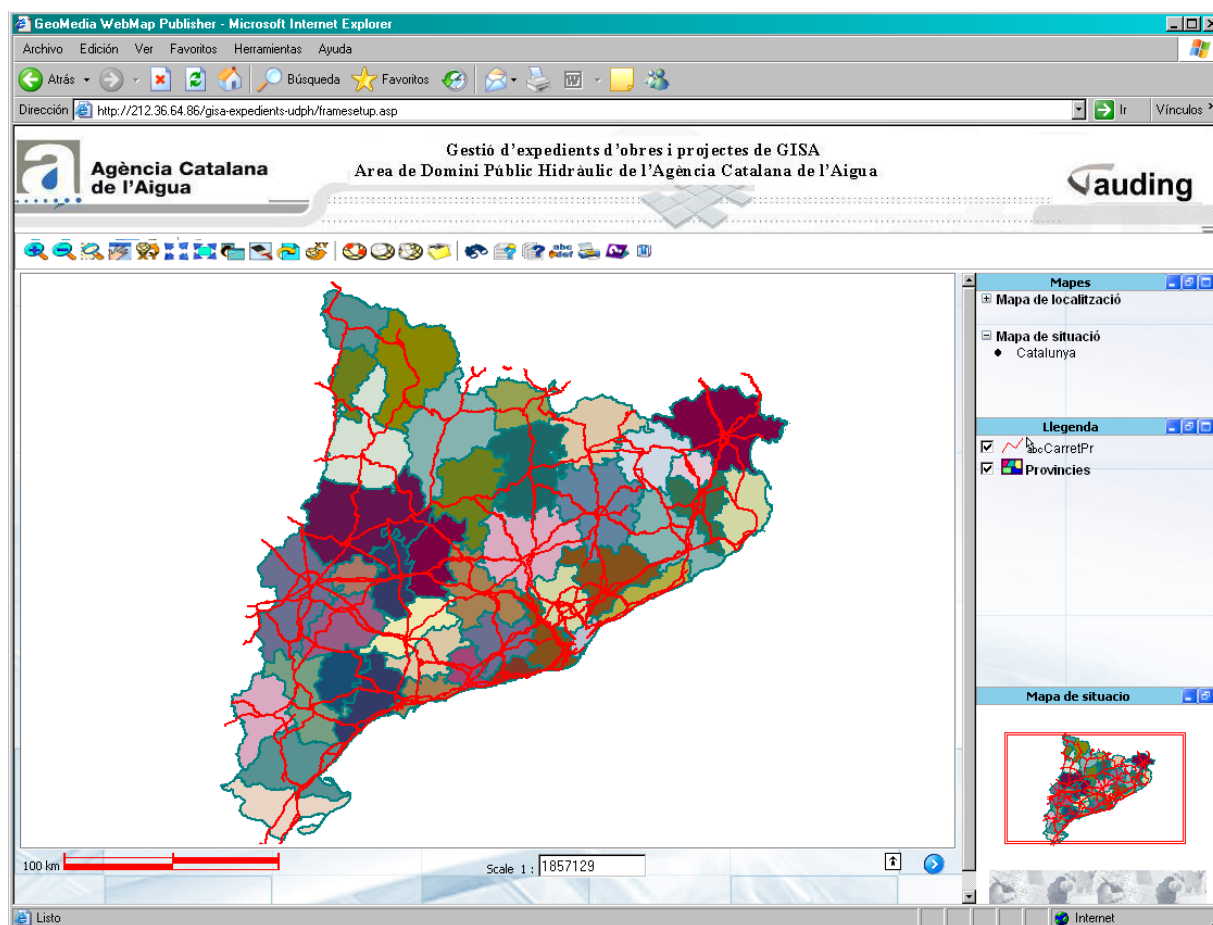 GeoMedia WebMap Publisher - Microsoft Internet Explorer
Archivo Edición Ver Favoritos Herramientas Ayuda
Atrás Búsqueda Favoritos
Dirección http://212.36.64.86/gisa-expedients-udph/framesetup.asp Ir Vínculos
Agència Catalana
de l'Aigua
Gestió d'expedients d'obres i projectes de GISA
Area de Domini Públic Hidràulic de l'Agència Catalana de l'Aigua
auding
Mapes
Mapa de localització
Mapa de situació
Catalunya
Llegenda
abcCarretPr
Provincies
Mapa de situacio
100 km
Scale 1 : 1857129
Listo
Internet